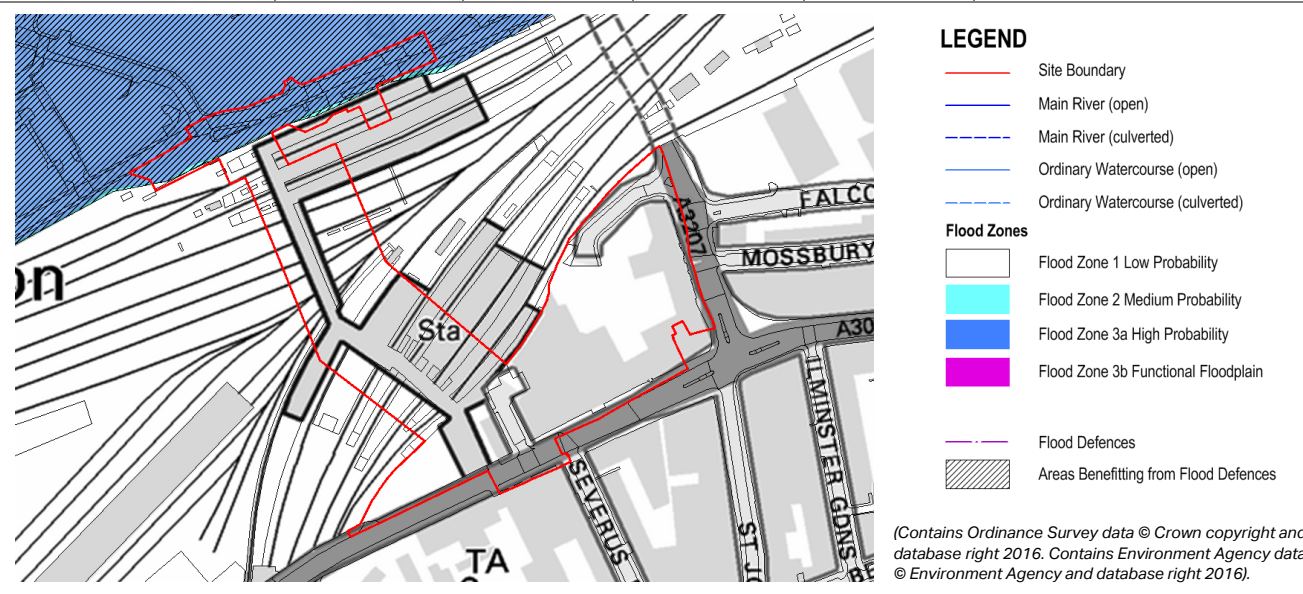 on
Sta
A3207
FALCO
MOSSBURY
A30
ILMINSTER GDNS
SEVERUS
ST JO
TA
BE
LEGEND
Site Boundary
Main River (open)
Main River (culverted)
Ordinary Watercourse (open)
Ordinary Watercourse (culverted)
Flood Zones
Flood Zone 1 Low Probability
Flood Zone 2 Medium Probability
Flood Zone 3a High Probability
Flood Zone 3b Functional Floodplain
Flood Defences
Areas Benefitting from Flood Defences
(Contains Ordinance Survey data © Crown copyright and
database right 2016. Contains Environment Agency data
© Environment Agency and database right 2016).